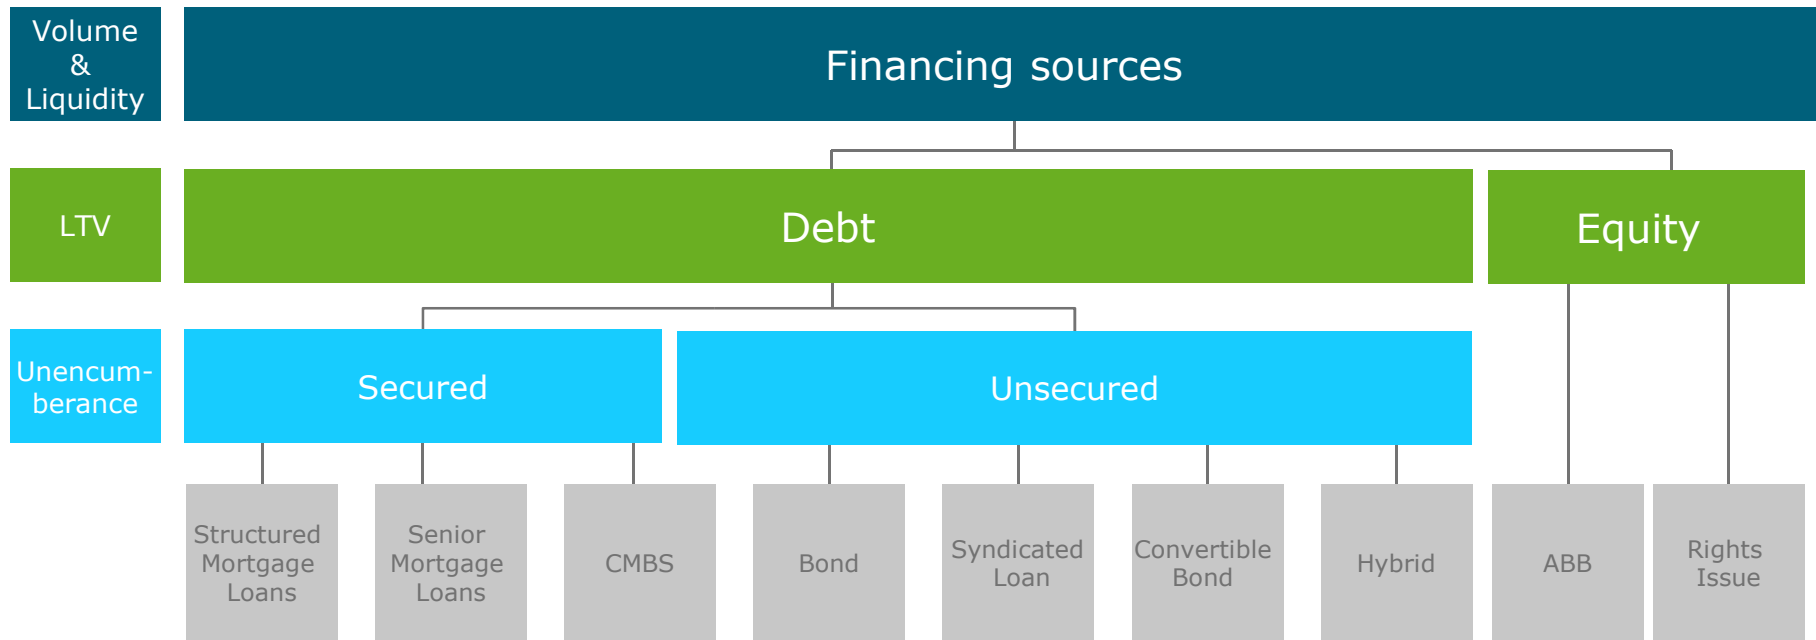 Volume
&
Liquidity
Financing sources
LTV
Debt
Equity
Unencum-
berance
Secured
Unsecured
Structured
Mortgage
Loans
Senior
Mortgage
Loans
CMBS
Bond
Syndicated
Loan
Convertible
Bond
Hybrid
ABB
Rights
Issue